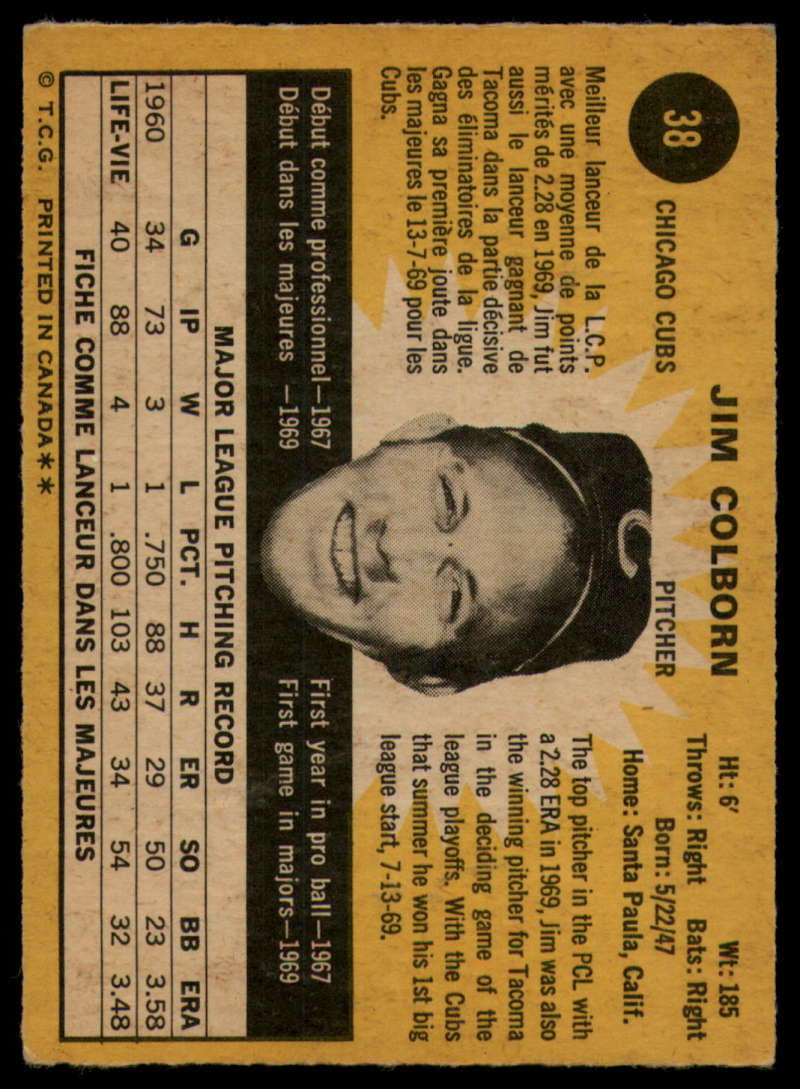 38
JIM COLBORN
CHICAGO CUBS
PITCHER
Ht: 6′ Wt: 185
Throws: Right Bats: Right
Born: 5/22/47
Home: Santa Paula, Calif.
Meilleur lanceur de la L.C.P.
avec une moyenne de points
mérités de 2.28 en 1969, Jim fut
aussi le lanceur gagnant de
Tacoma dans la partie décisive
des éliminatoires de la ligue.
Gagna sa première joute dans
les majeures le 13-7-69 pour les
Cubs.
C
The top pitcher in the PCL with
a 2.28 ERA in 1969, Jim was also
the winning pitcher for Tacoma
in the deciding game of the
league playoffs. With the Cubs
that summer he won his 1st big
league start, 7-13-69.
Début comme professionnel—1967
Début dans les majeures —1969
First year in pro ball—1967
First game in majors—1969
MAJOR LEAGUE PITCHING RECORD
G IP W L PCT. H R ER SO BB ERA
1960 34 73 3 1 .750 88 37 29 50 23 3.58
LIFE-VIE 40 88 4 1 .800 103 43 34 54 32 3.48
FICHE COMME LANCEUR DANS LES MAJEURES
© T.C.G. PRINTED IN CANADA★★